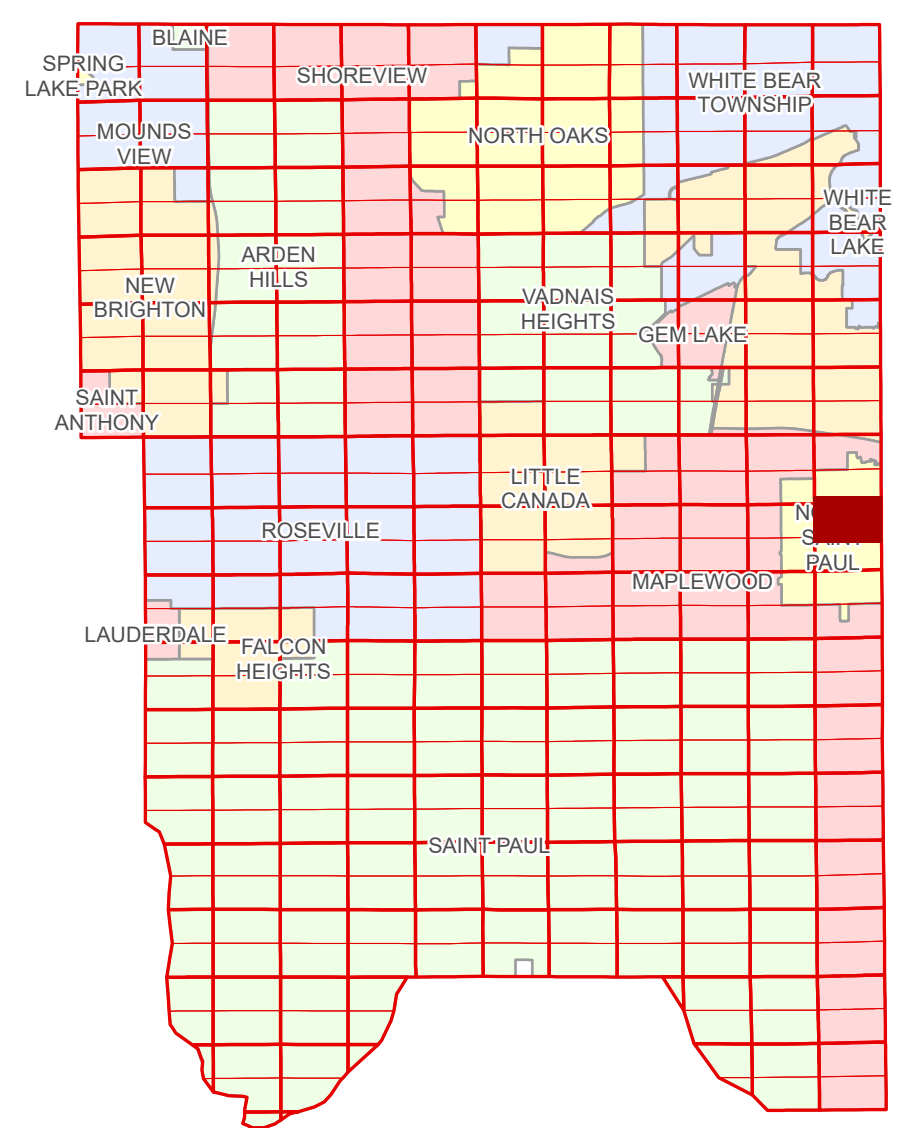 BLAINE
SPRING
LAKE PARK
SHOREVIEW
WHITE BEAR
TOWNSHIP
MOUNDS
VIEW
NORTH OAKS
WHITE
BEAR
LAKE
ARDEN
HILLS
NEW
BRIGHTON
VADNAIS
HEIGHTS
GEM LAKE
SAINT
ANTHONY
LITTLE
CANADA
ROSEVILLE
PAUL
MAPLEWOOD
LAUDERDALE
FALCON
HEIGHTS
SAINT PAUL